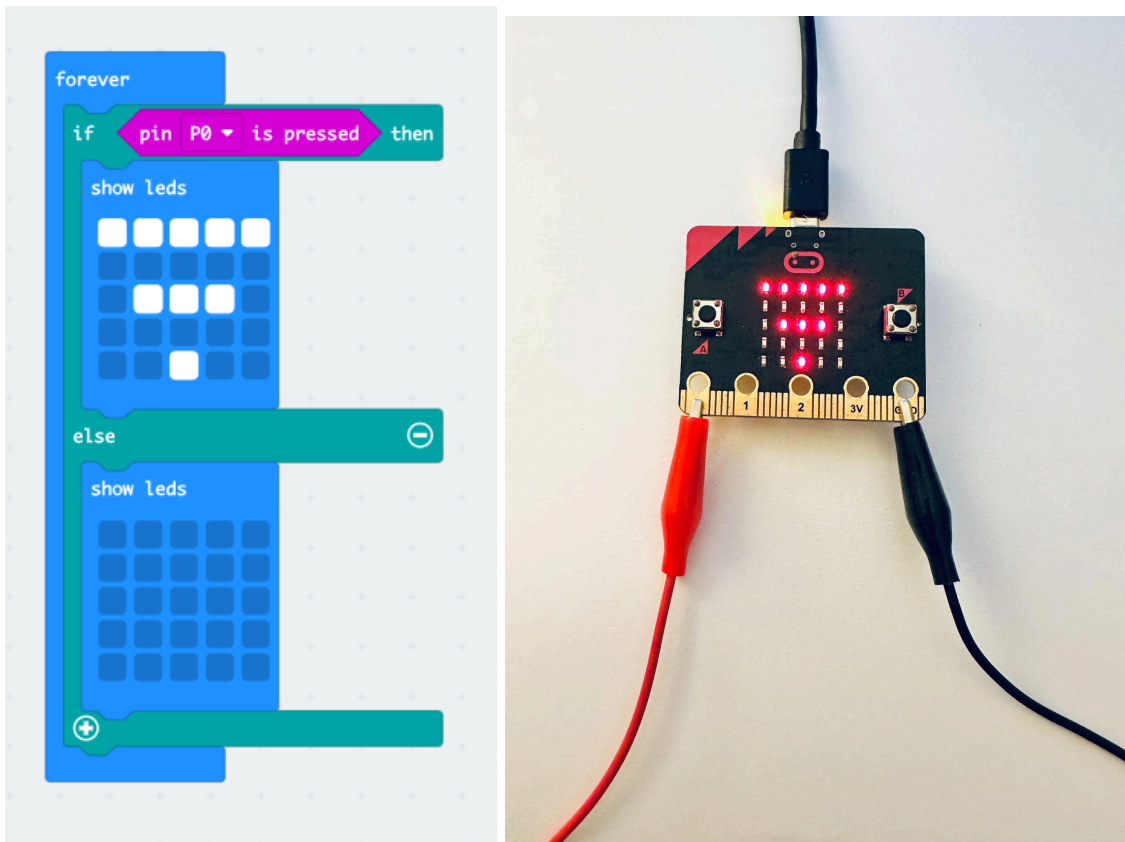 forever
if pin P0 is pressed then
show leds
else
show leds
A
B
1
2
3V
GND